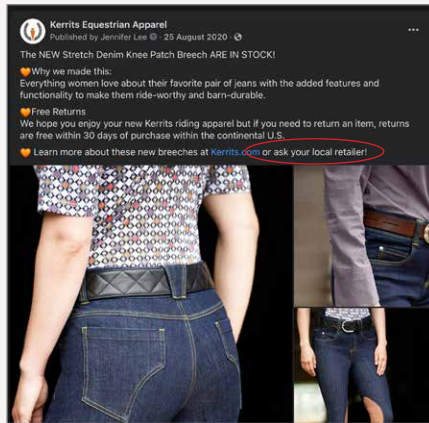 Kerrits Equestrian Apparel
Published by Jennifer Lee · 25 August 2020 ·
The NEW Stretch Denim Knee Patch Breech ARE IN STOCK!
🧡Why we made this:
Everything women love about their favorite pair of jeans with the added features and
functionality to make them ride-worthy and barn-durable.
🧡Free Returns
We hope you enjoy your new Kerrits riding apparel but if you need to return an item, returns
are free within 30 days of purchase within the continental U.S.
🧡 Learn more about these new breeches at Kerrits.com or ask your local retailer!